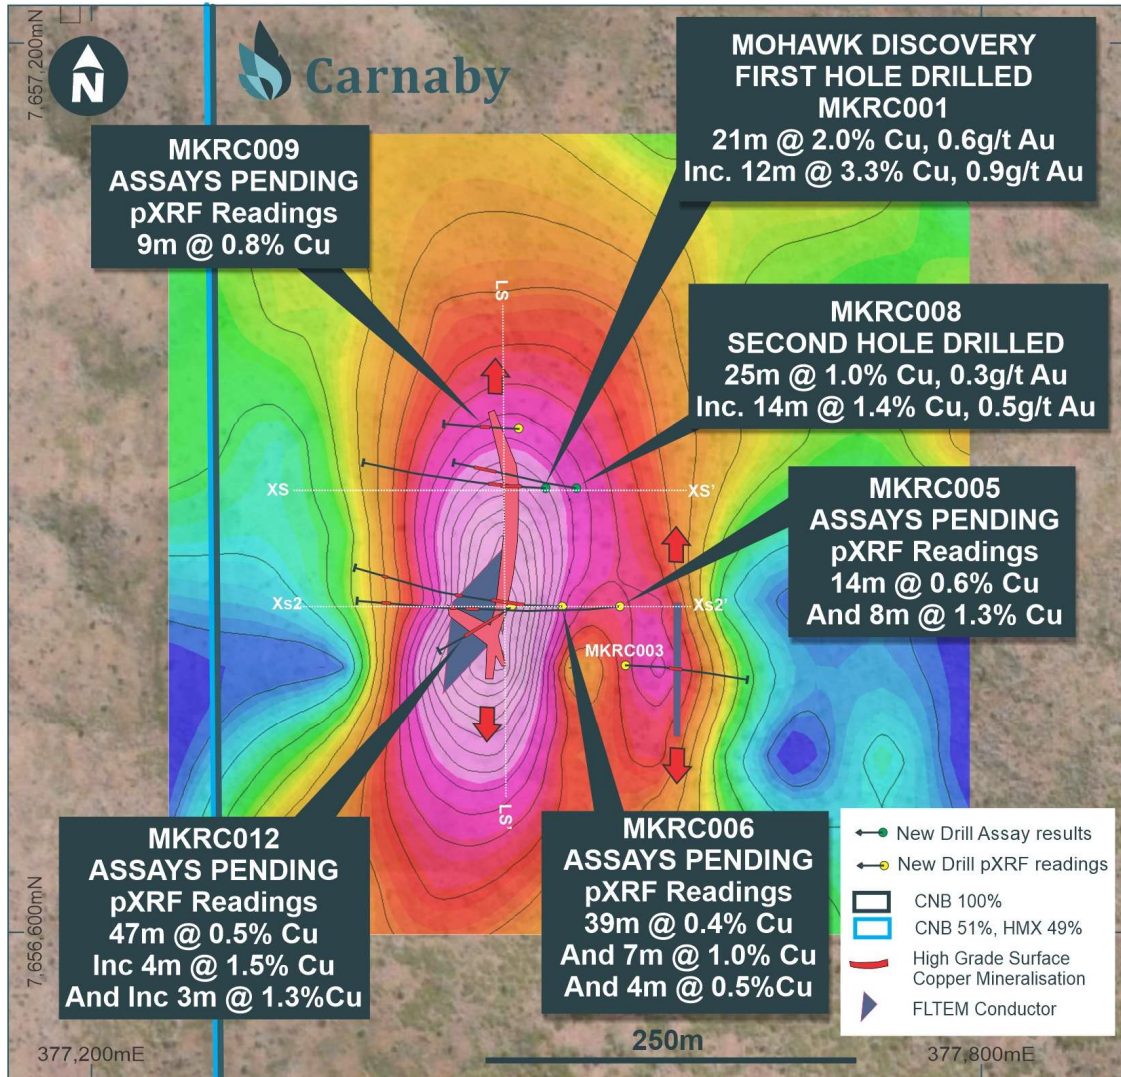 7,657,200mN
N
Carnaby
MOHAWK DISCOVERY
FIRST HOLE DRILLED
MKRC001
21m @ 2.0% Cu, 0.6g/t Au
Inc. 12m @ 3.3% Cu, 0.9g/t Au
MKRC009
ASSAYS PENDING
pXRF Readings
9m @ 0.8% Cu
LS
MKRC008
SECOND HOLE DRILLED
25m @ 1.0% Cu, 0.3g/t Au
Inc. 14m @ 1.4% Cu, 0.5g/t Au
XS
XS'
MKRC005
ASSAYS PENDING
pXRF Readings
14m @ 0.6% Cu
And 8m @ 1.3% Cu
Xs2
Xs2'
MKRC003
LS'
MKRC012
ASSAYS PENDING
pXRF Readings
47m @ 0.5% Cu
Inc 4m @ 1.5% Cu
And Inc 3m @ 1.3%Cu
MKRC006
ASSAYS PENDING
pXRF Readings
39m @ 0.4% Cu
And 7m @ 1.0% Cu
And 4m @ 0.5%Cu
New Drill Assay results
New Drill pXRF readings
CNB 100%
CNB 51%, HMX 49%
High Grade Surface
Copper Mineralisation
FLTEM Conductor
7,656,600mN
377,200mE
250m
377,800mE